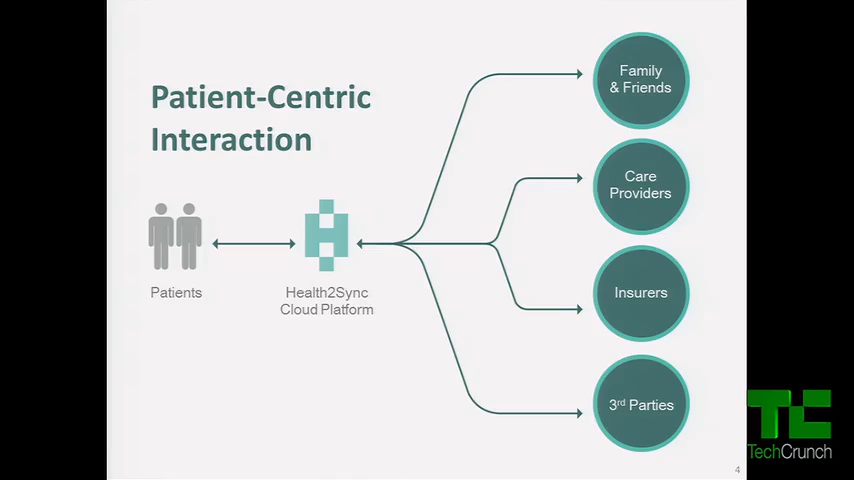 Patient-Centric
Interaction
Patients
Health2Sync
Cloud Platform
Family
& Friends
Care
Providers
Insurers
3rd Parties
TechCrunch
4